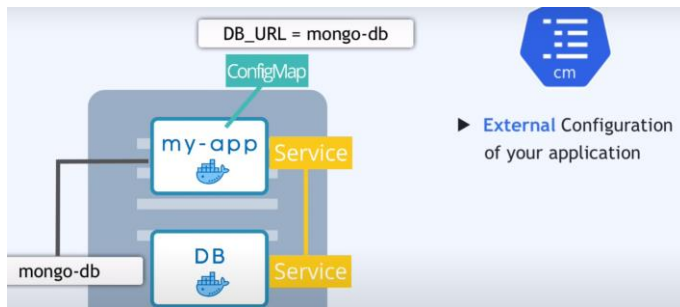 DB_URL = mongo-db
ConfigMap
cm
my-app
Service
External Configuration
of your application
DB
Service
mongo-db